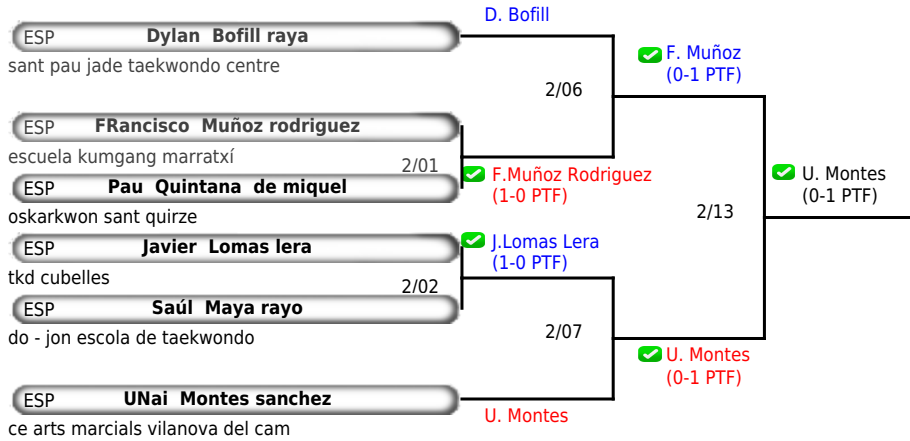 D. Bofill
ESP Dylan Bofill raya
sant pau jade taekwondo centre
F. Muñoz
(0-1 PTF)
2/06
ESP FRancisco Muñoz rodriguez
escuela kumgang marratxí
2/01
F.Muñoz Rodriguez
(1-0 PTF)
ESP Pau Quintana de miquel
oskarkwon sant quirze
U. Montes
(0-1 PTF)
2/13
ESP Javier Lomas lera
tkd cubelles
J.Lomas Lera
(1-0 PTF)
2/02
ESP Saúl Maya rayo
do - jon escola de taekwondo
2/07
U. Montes
(0-1 PTF)
ESP UNai Montes sanchez
ce arts marcials vilanova del cam
U. Montes